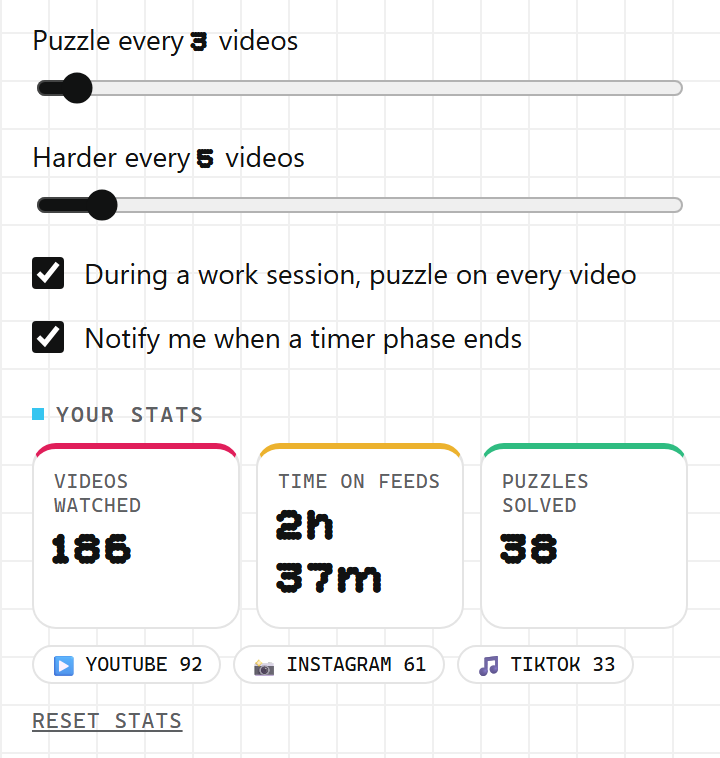 Puzzle every 3 videos
Harder every 5 videos
During a work session, puzzle on every video
Notify me when a timer phase ends
YOUR STATS
VIDEOS
WATCHED
186
TIME ON FEEDS
2h
37m
PUZZLES
SOLVED
38
YOUTUBE 92
INSTAGRAM 61
TIKTOK 33
RESET STATS